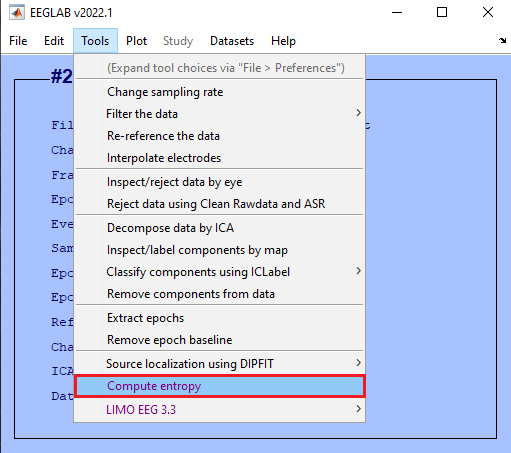 EEGLAB v2022.1
File Edit Tools Plot Study Datasets Help
#2
(Expand tool choices via "File > Preferences")
Change sampling rate
Filter the data
Re-reference the data
Interpolate electrodes
Inspect/reject data by eye
Reject data using Clean Rawdata and ASR
Decompose data by ICA
Inspect/label components by map
Classify components using ICLabel
Remove components from data
Extract epochs
Remove epoch baseline
Source localization using DIPFIT
Compute entropy
LIMO EEG 3.3
Fil
Cha
Fra
Epo
Eve
Sam
Epo
Epo
Ref
Cha
ICA
Dat